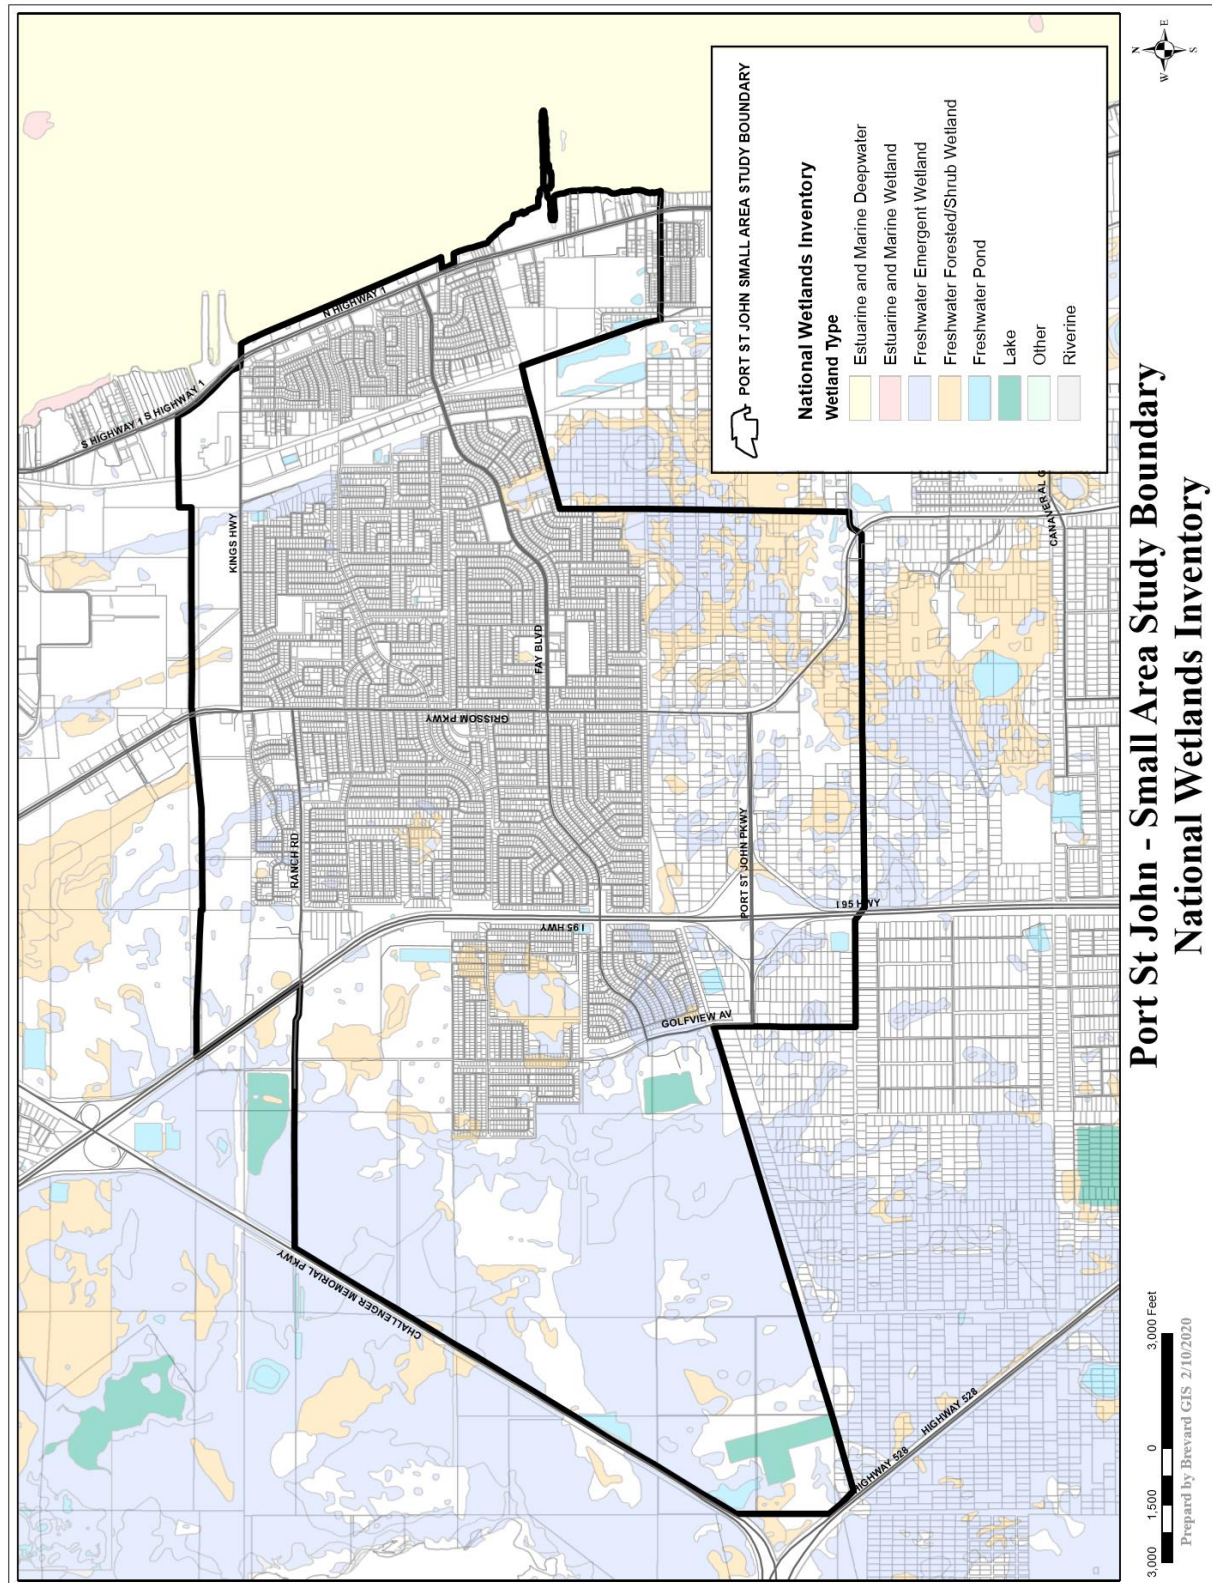 S HIGHWAY 1
S HIGHWAY 1
N HIGHWAY 1
KINGS HWY
FAY BLVD
GRISSOM PKWY
RANCH RD
PORT ST JOHN PKWY
I 95 HWY
I 95 HWY
GOLFVIEW AV
CHALLENGER MEMORIAL PKWY
HIGHWAY 528
HIGHWAY 528
CANAVERAL G
N
E
S
W
PORT ST JOHN SMALL AREA STUDY BOUNDARY
National Wetlands Inventory
Wetland Type
Estuarine and Marine Deepwater
Estuarine and Marine Wetland
Freshwater Emergent Wetland
Freshwater Forested/Shrub Wetland
Freshwater Pond
Lake
Other
Riverine
3,000 1,500 0 3,000 Feet
Prepared by Brevard GIS 2/10/2020
Port St John - Small Area Study Boundary
National Wetlands Inventory